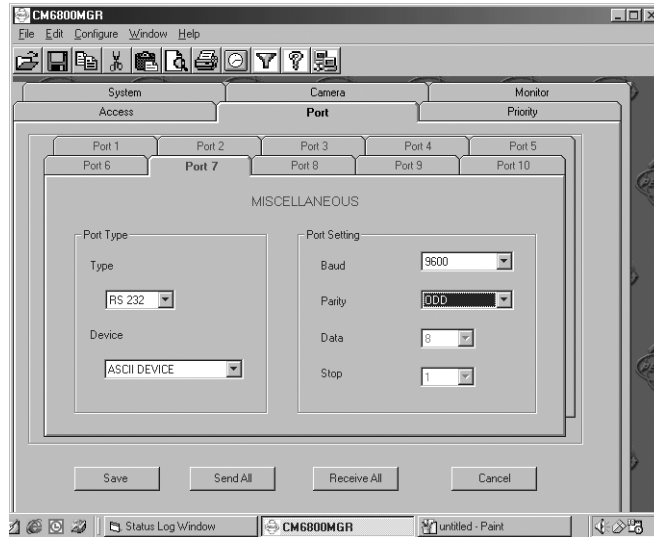 CM6800MGR
File Edit Configure Window Help
System Camera Monitor
Access Port Priority
Port 1 Port 2 Port 3 Port 4 Port 5
Port 6 Port 7 Port 8 Port 9 Port 10
MISCELLANEOUS
Port Type
Type
RS 232
Device
ASCII DEVICE
Port Setting
Baud 9600
Parity ODD
Data 8
Stop 1
Save Send All Receive All Cancel
Status Log Window CM6800MGR untitled - Paint